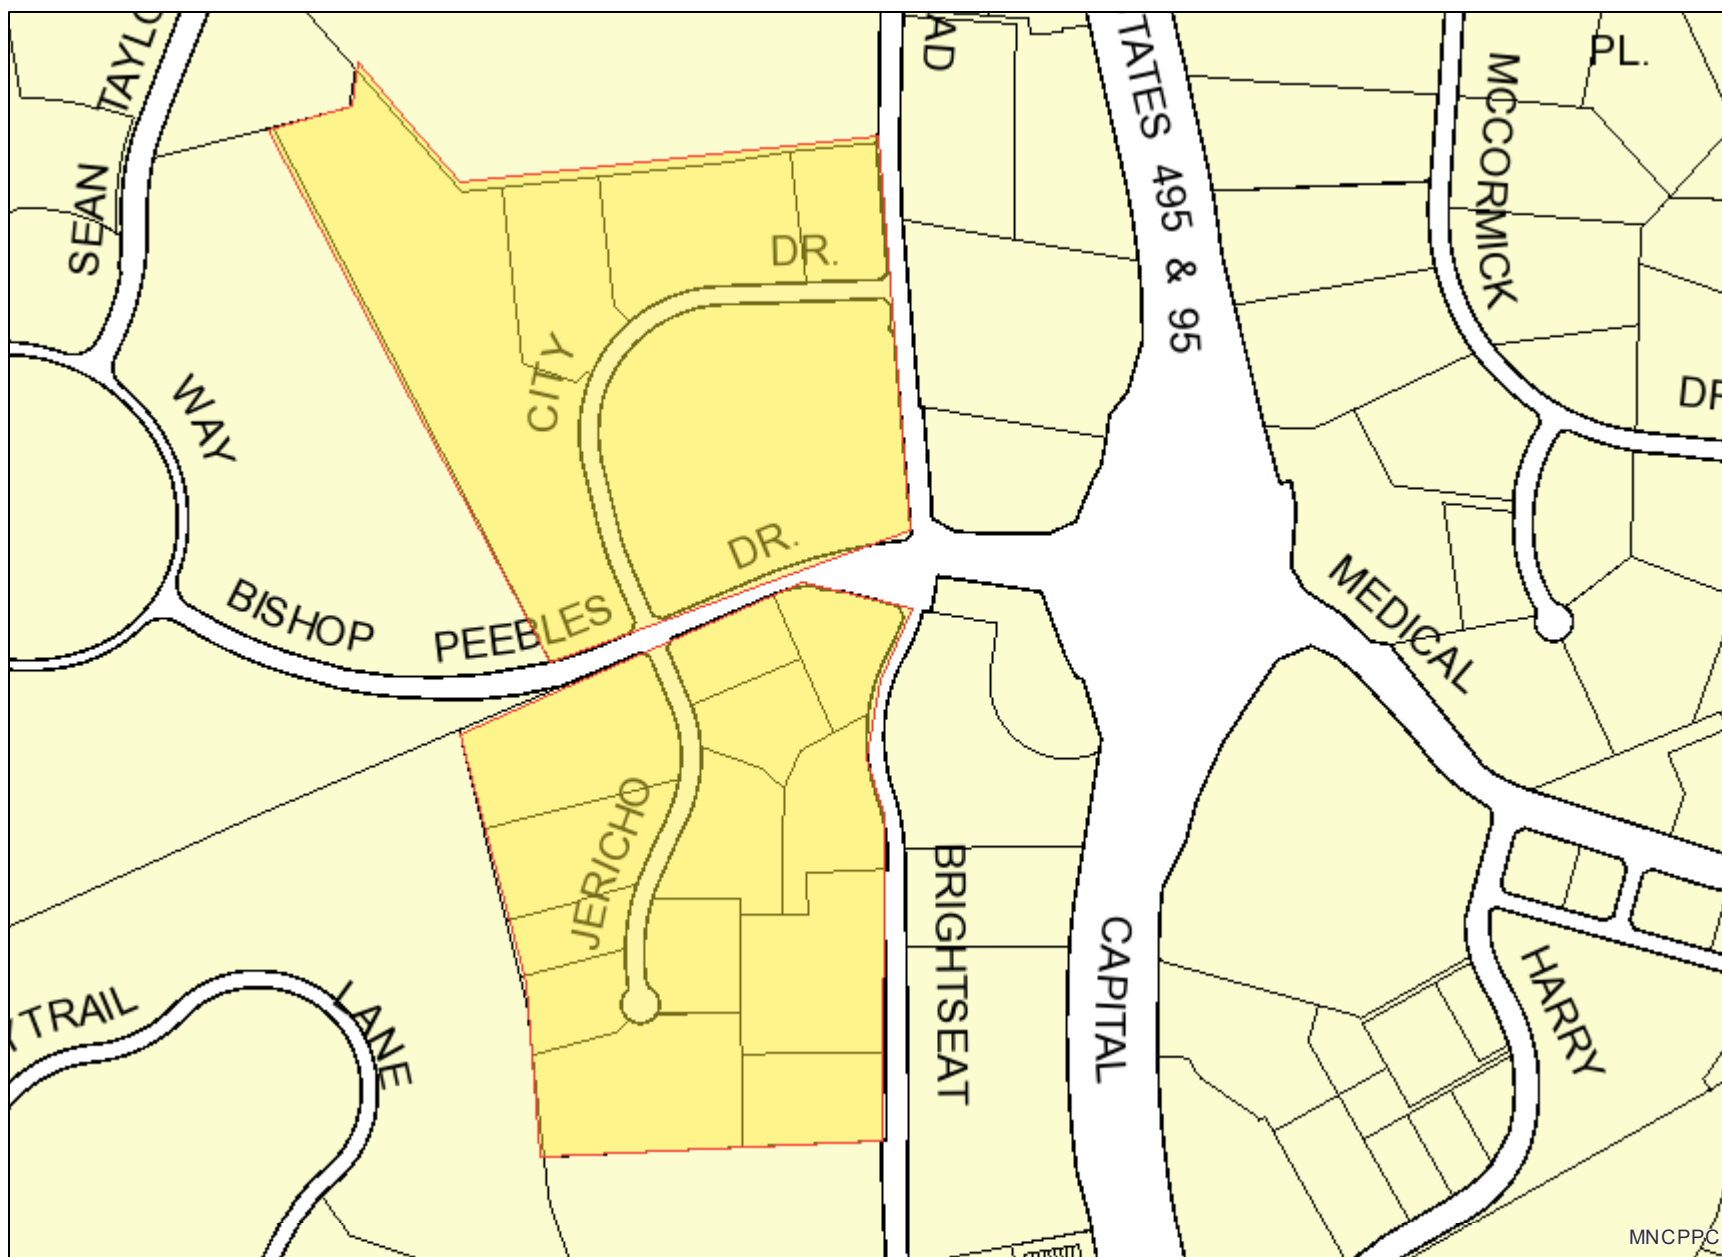 TAYLO
SEAN
WAY
BISHOP
PEEBLES
DR.
CITY
DR.
JERICHO
TRAIL
LANE
AD
BRIGHTSEAT
TATES 495 & 95
CAPITAL
MCCORMICK
PL.
DR
MEDICAL
HARRY
MNCPPC